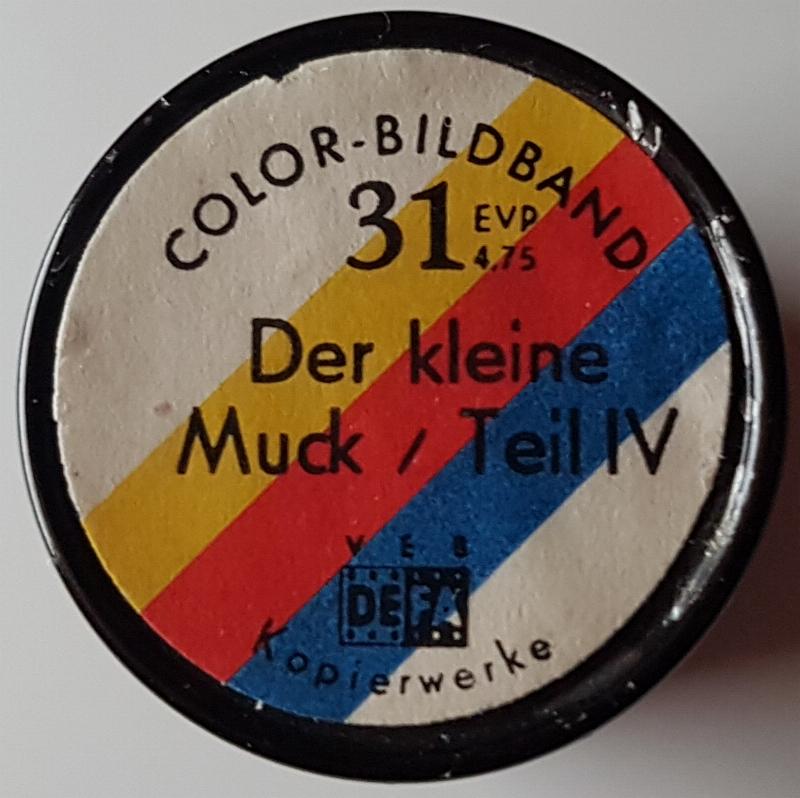 COLOR-BILDBAND
31 EVP
4,75
Der kleine
Muck / Teil IV
VEB
DEFA
Kopierwerke